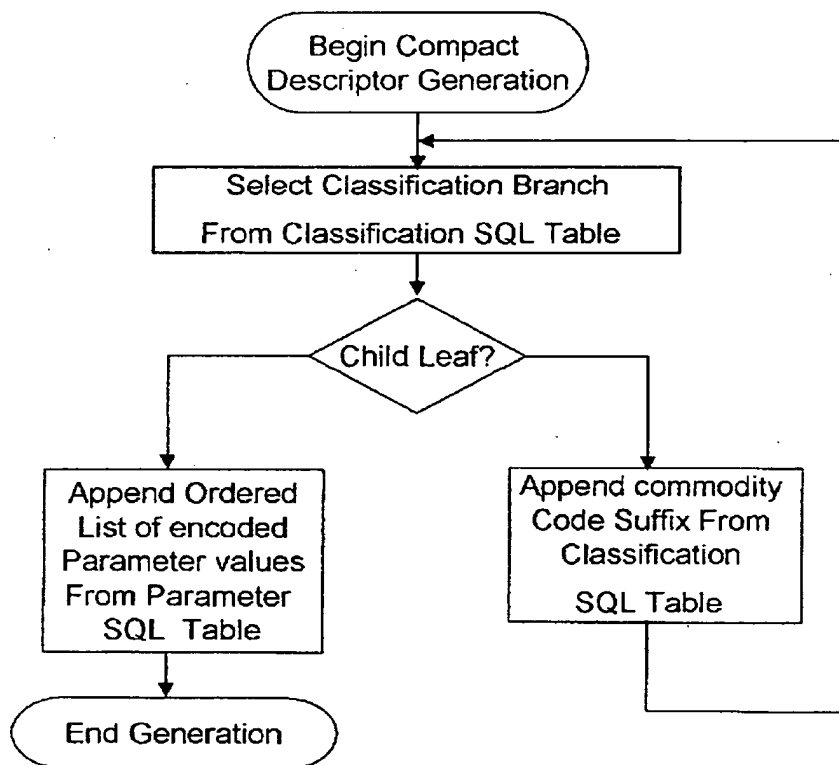 Begin Compact
Descriptor Generation
Select Classification Branch
From Classification SQL Table
Child Leaf?
Append Ordered
List of encoded
Parameter values
From Parameter
SQL Table
Append commodity
Code Suffix From
Classification
SQL Table
End Generation